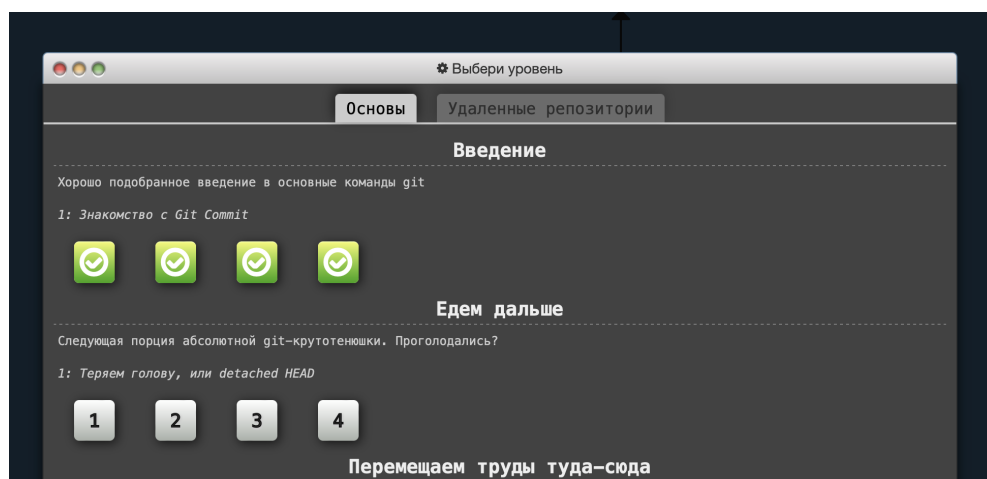 Выбери уровень
Основы Удаленные репозитории
Введение
Хорошо подобранное введение в основные команды git
1: Знакомство с Git Commit
Едем дальше
Следующая порция абсолютной git-крутотенюшки. Проголодались?
1: Теряем голову, или detached HEAD
1 2 3 4
Перемещаем труды туда-сюда